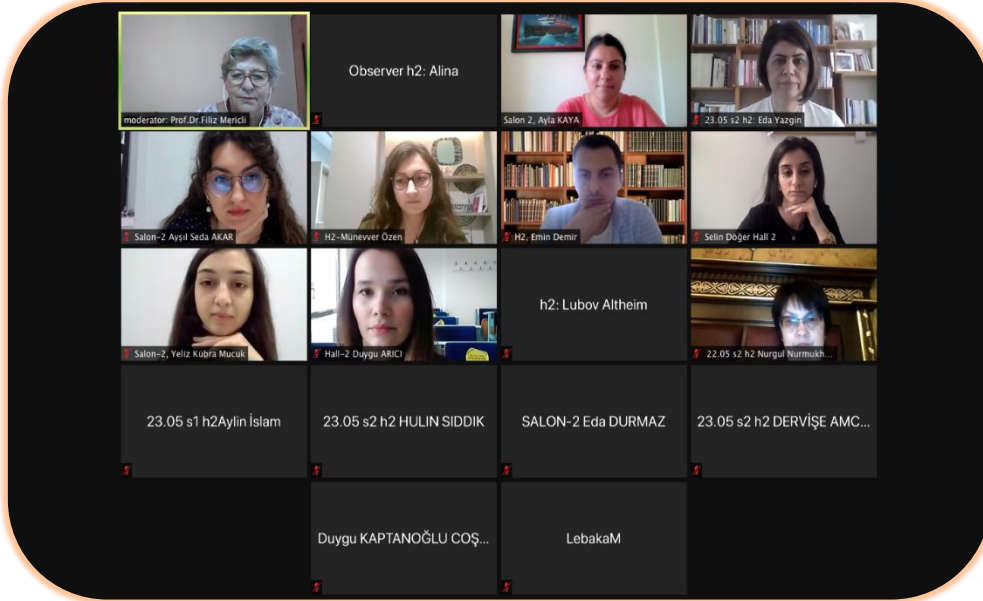 moderator: Prof.Dr.Filiz Mericli
Observer h2: Alina
Salon 2, Ayla KAYA
23.05 s2 h2: Eda Yazgin
Salon-2 Ayşıl Seda AKAR
H2-Münevver Özen
H2, Emin Demir
Selin Döğer Hall 2
Salon-2, Yeliz Kübra Mucuk
Hall-2 Duygu ARICI
h2: Lubov Altheim
22.05 s2 h2 Nurgul Nurmukh...
23.05 s1 h2Aylin İslam
23.05 s2 h2 HULIN SIDDIK
SALON-2 Eda DURMAZ
23.05 s2 h2 DERVİŞE AMC...
Duygu KAPTANOĞLU COŞ...
LebakaM